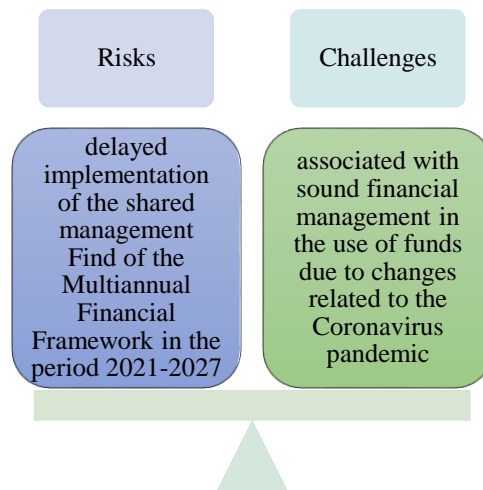 Risks
Challenges
delayed
implementation
of the shared
management
Find of the
Multiannual
Financial
Framework in the
period 2021-2027
associated with
sound financial
management in
the use of funds
due to changes
related to the
Coronavirus
pandemic